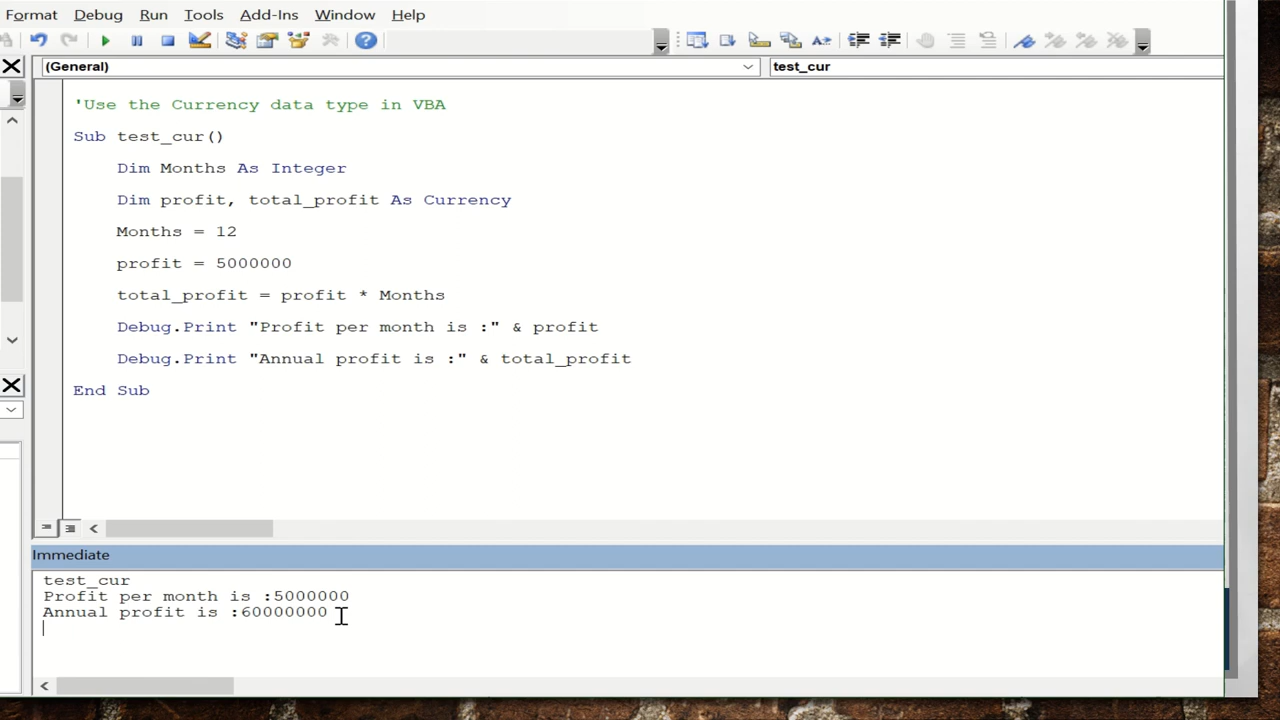 Format Debug Run Tools Add-Ins Window Help
(General) test_cur
'Use the Currency data type in VBA
Sub test_cur()
Dim Months As Integer
Dim profit, total_profit As Currency
Months = 12
profit = 5000000
total_profit = profit * Months
Debug.Print "Profit per month is :" & profit
Debug.Print "Annual profit is :" & total_profit
End Sub
Immediate
test_cur
Profit per month is :5000000
Annual profit is :60000000